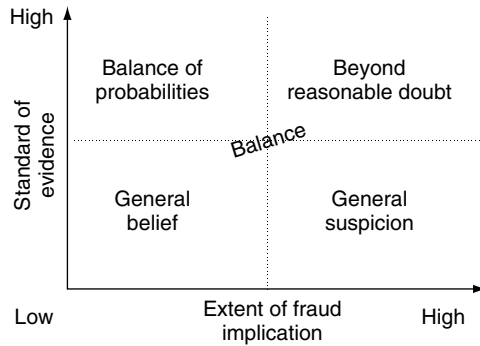 High
Standard of
evidence
Balance of
probabilities
Beyond
reasonable doubt
Balance
General
belief
General
suspicion
Low
Extent of fraud
implication
High